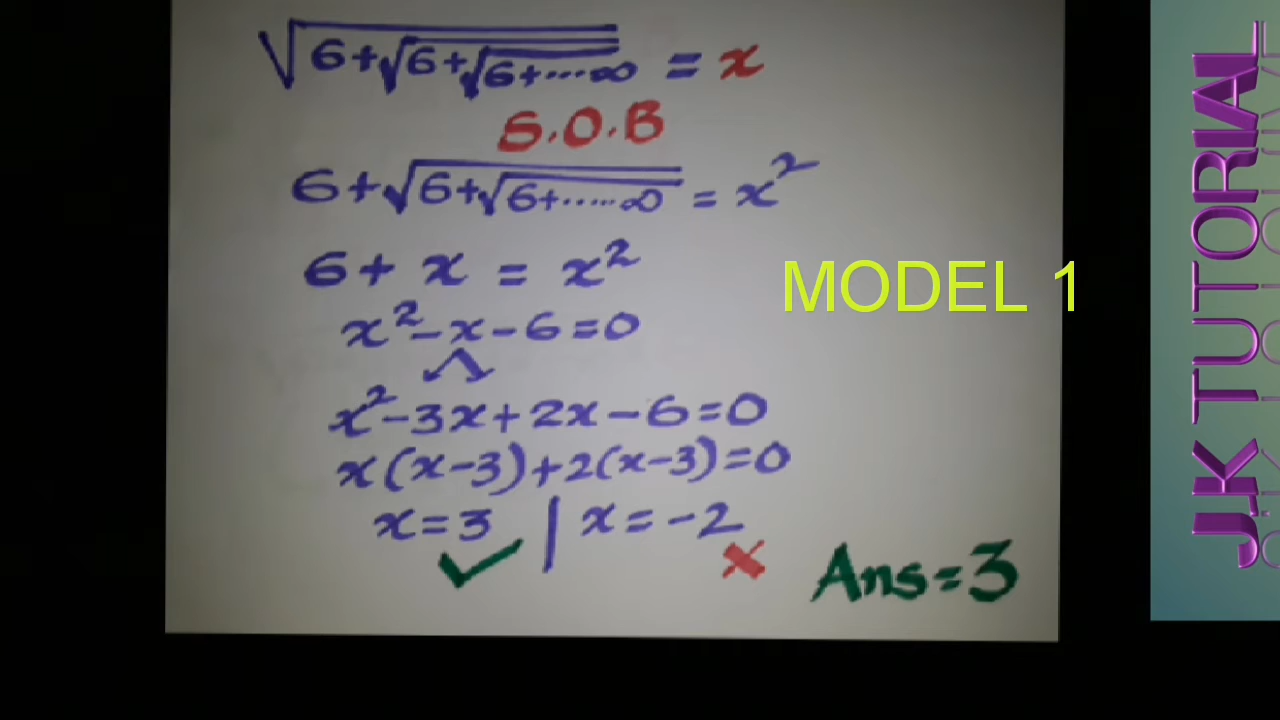 √6+√6+√6+....∞ = x
S.O.B
6+√6+√6+.....∞ = x²
6+ x = x²
x²-x-6=0
x²-3x+2x-6=0
x(x-3)+2(x-3)=0
x=3 | x=-2
✓ ✗
Ans=3
MODEL 1
J.K TUTORIAL